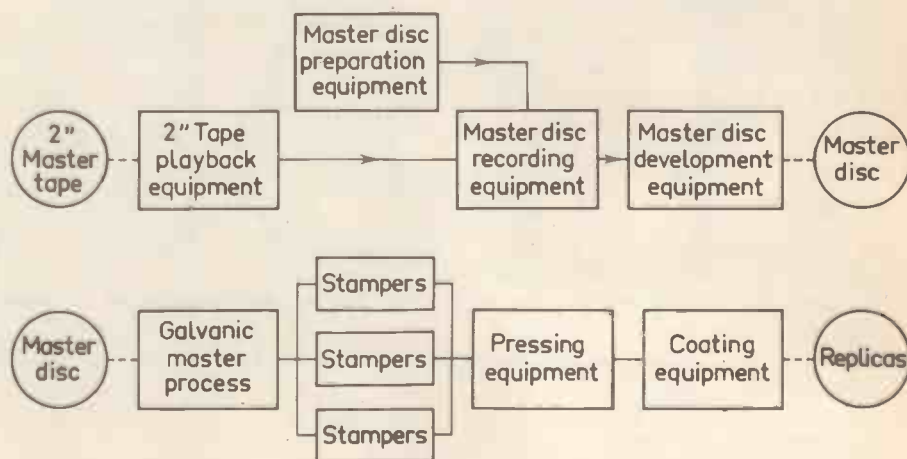 Master disc
preparation
equipment
2"
Master
tape
2" Tape
playback
equipment
Master disc
recording
equipment
Master disc
development
equipment
Master
disc
Master
disc
Galvanic
master
process
Stampers
Stampers
Stampers
Pressing
equipment
Coating
equipment
Replicas